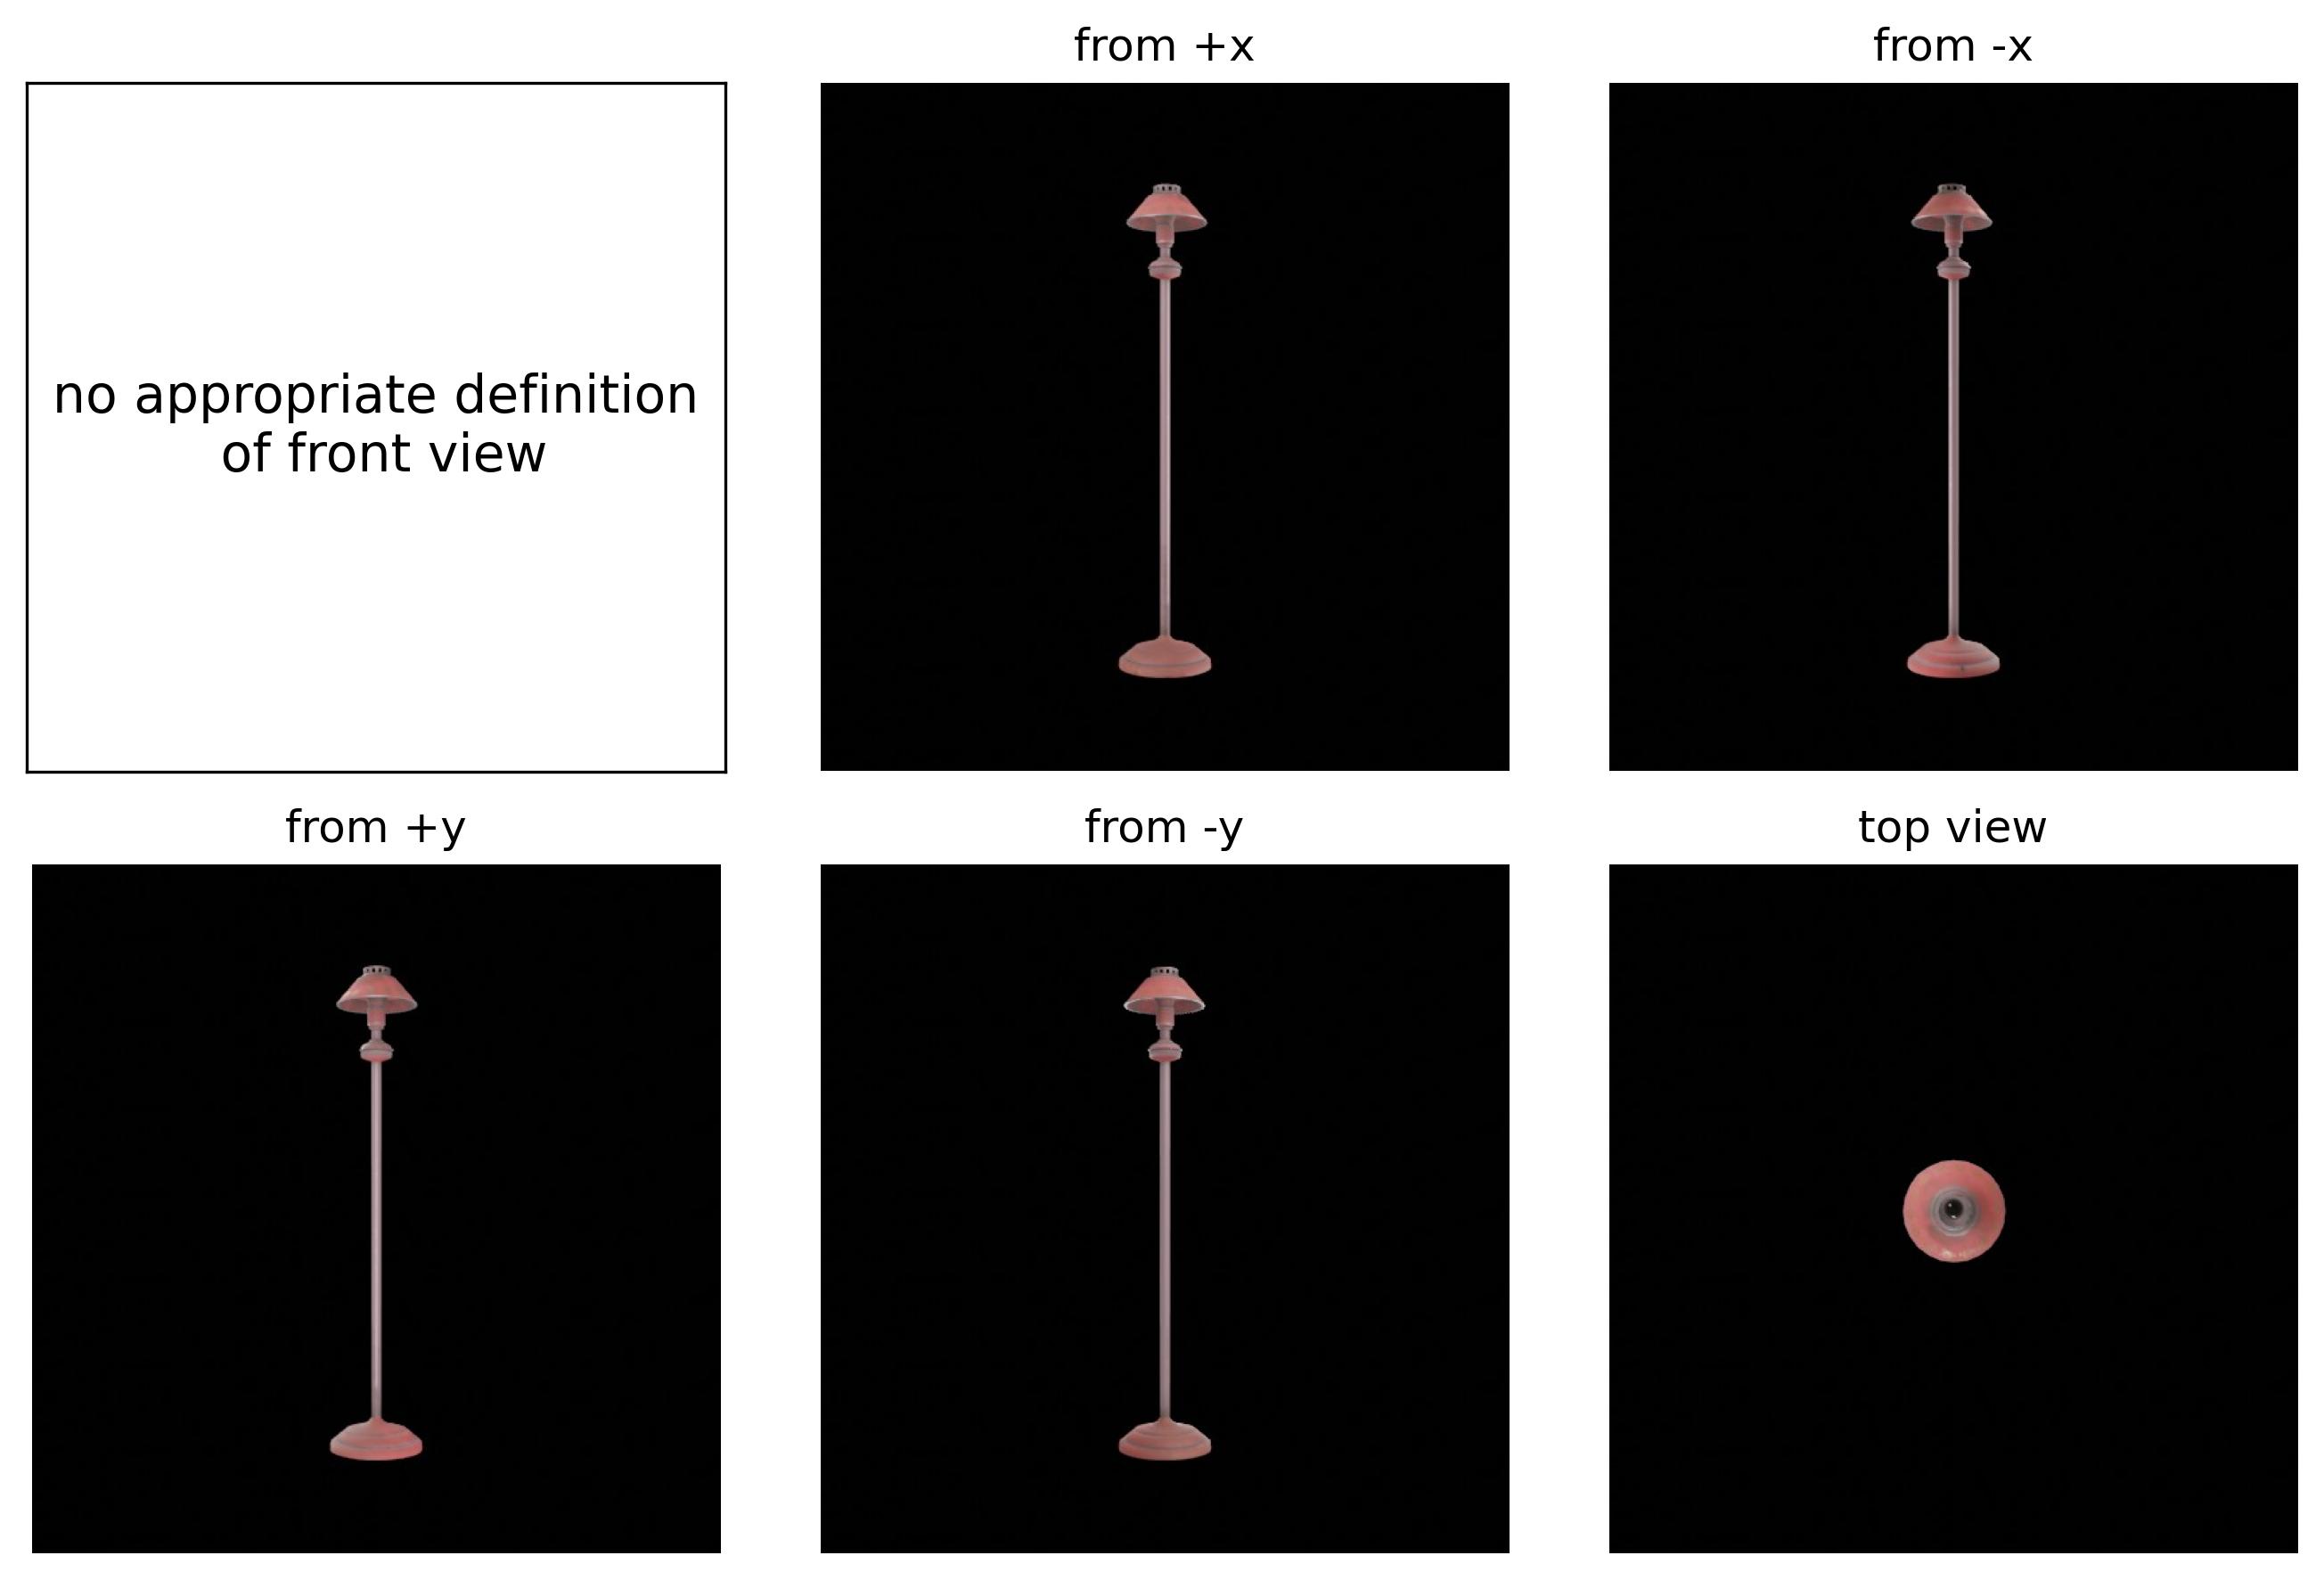 from +x
from -x
no appropriate definition
of front view
from +y
from -y
top view